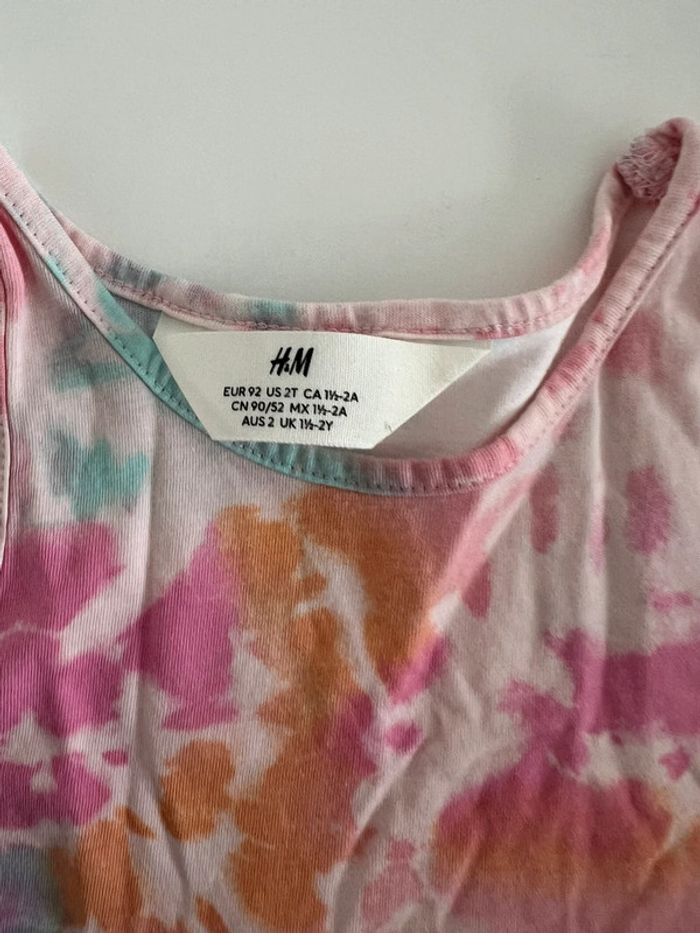 H&M
EUR 92 US 2T CA 1½-2A
CN 90/52 MX 1½-2A
AUS 2 UK 1½-2Y